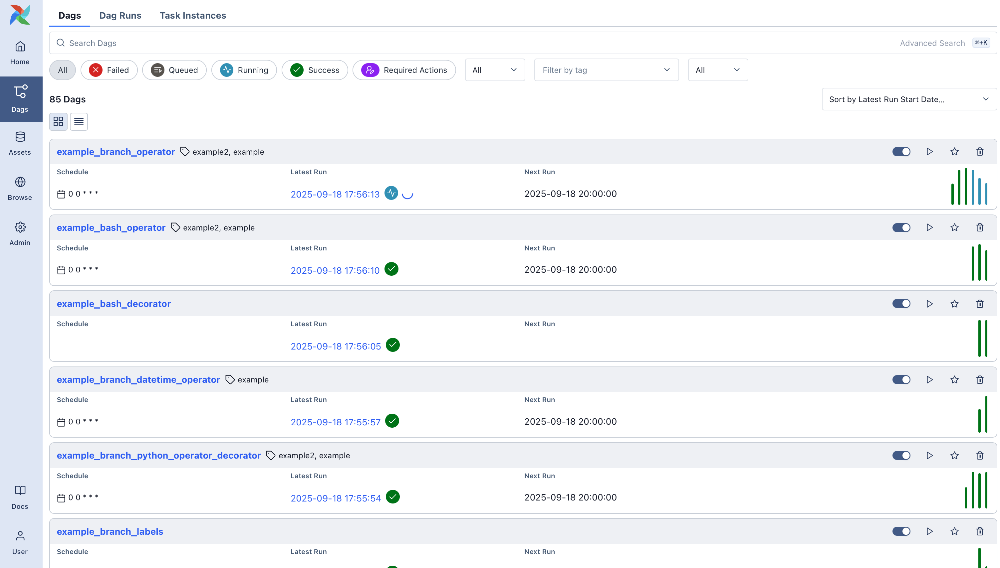 Dags Dag Runs Task Instances
Search Dags Advanced Search ⌘+K
Home
All Failed Queued Running Success Required Actions All Filter by tag All
85 Dags Sort by Latest Run Start Date...
Dags
Assets
Browse
Admin
Docs
User
example_branch_operator example2, example
Schedule Latest Run Next Run
0 0 * * * 2025-09-18 17:56:13 2025-09-18 20:00:00
example_bash_operator example2, example
Schedule Latest Run Next Run
0 0 * * * 2025-09-18 17:56:10 2025-09-18 20:00:00
example_bash_decorator
Schedule Latest Run Next Run
2025-09-18 17:56:05
example_branch_datetime_operator example
Schedule Latest Run Next Run
0 0 * * * 2025-09-18 17:55:57 2025-09-18 20:00:00
example_branch_python_operator_decorator example2, example
Schedule Latest Run Next Run
0 0 * * * 2025-09-18 17:55:54 2025-09-18 20:00:00
example_branch_labels
Schedule Latest Run Next Run